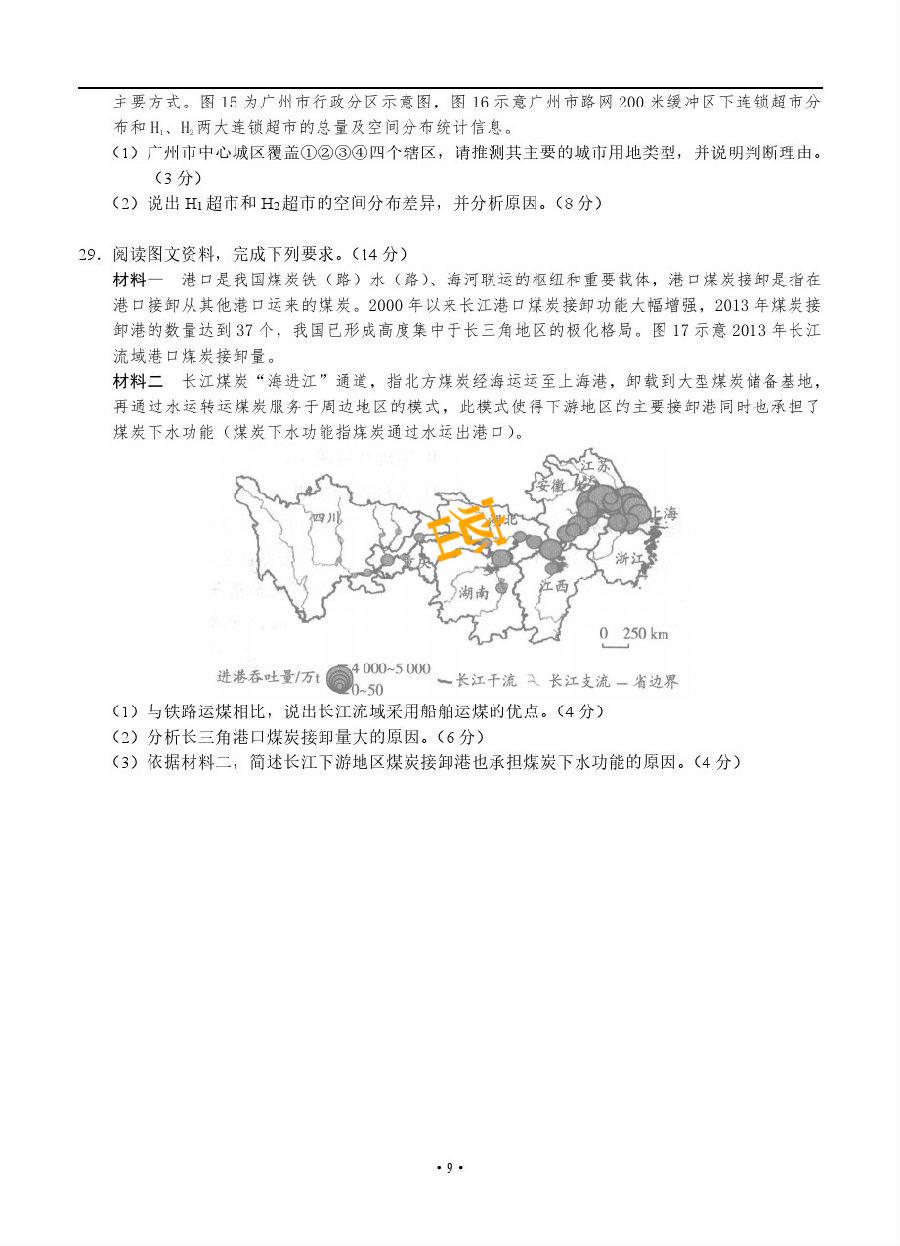 主要方式。图 15 为广州市行政分区示意图，图 16 示意广州市路网 200 米缓冲区下连锁超市分
布和 H₁、H₂两大连锁超市的总量及空间分布统计信息。
（1）广州市中心城区覆盖①②③④四个辖区，请推测其主要的城市用地类型，并说明判断理由。
（3 分）
（2）说出 H1 超市和 H2 超市的空间分布差异，并分析原因。（8 分）
29．阅读图文资料，完成下列要求。（14 分）
材料一 港口是我国煤炭铁（路）水（路）、海河联运的枢纽和重要载体，港口煤炭接卸是指在
港口接卸从其他港口运来的煤炭。2000 年以来长江港口煤炭接卸功能大幅增强，2013 年煤炭接
卸港的数量达到 37 个，我国已形成高度集中于长三角地区的极化格局。图 17 示意 2013 年长江
流域港口煤炭接卸量。
材料二 长江煤炭“海进江”通道，指北方煤炭经海运运至上海港，卸载到大型煤炭储备基地，
再通过水运转运煤炭服务于周边地区的模式，此模式使得下游地区的主要接卸港同时也承担了
煤炭下水功能（煤炭下水功能指煤炭通过水运出港口）。
江苏
安徽
四川
上海
浙江
湖南
江西
0 250 km
进港吞吐量/万t 4 000~5 000
0~50
长江干流 长江支流 省边界
（1）与铁路运煤相比，说出长江流域采用船舶运煤的优点。（4 分）
（2）分析长三角港口煤炭接卸量大的原因。（6 分）
（3）依据材料二，简述长江下游地区煤炭接卸港也承担煤炭下水功能的原因。（4 分）
·9·